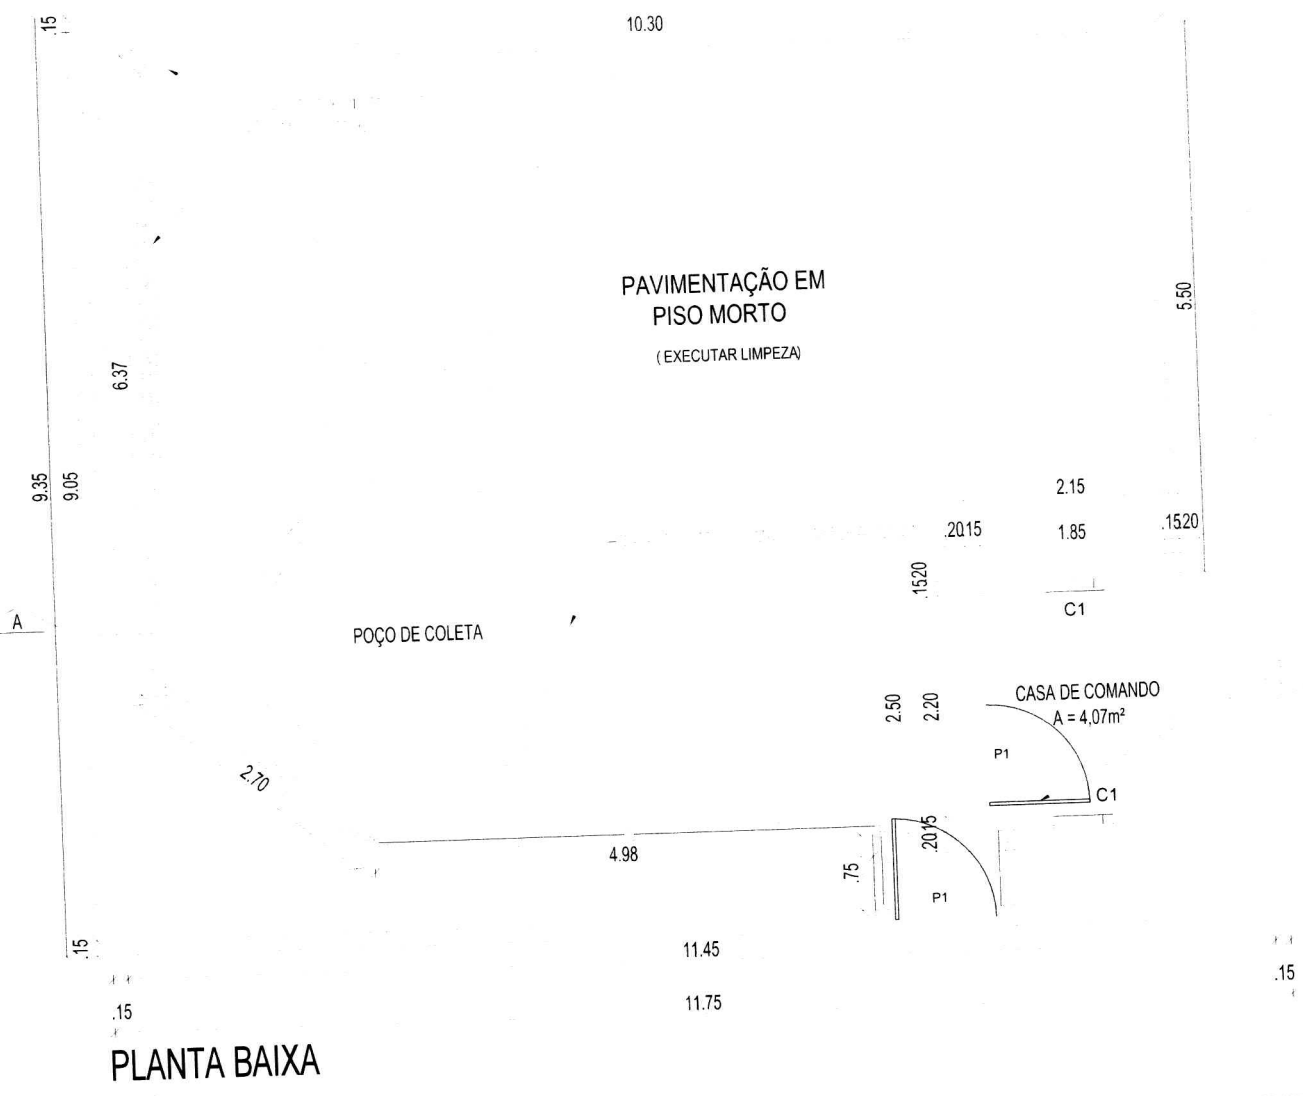 .15
10.30
PAVIMENTAÇÃO EM
PISO MORTO
( EXECUTAR LIMPEZA)
5.50
6.37
9.35
9.05
2.15
.2015
1.85
.1520
.1520
C1
A
POÇO DE COLETA
2.50
2.20
CASA DE COMANDO
A = 4,07m²
P1
2.70
C1
.2015
4.98
.75
P1
.15
11.45
.15
.15
11.75
PLANTA BAIXA